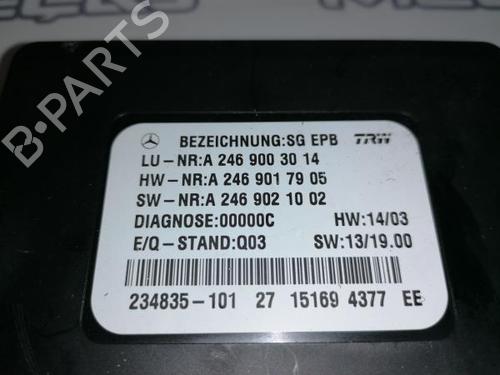 BEZEICHNUNG:SG EPB TRW
LU-NR:A 246 900 30 14
HW-NR:A 246 901 79 05
SW-NR:A 246 902 10 02
DIAGNOSE:00000C HW:14/03
E/Q-STAND:Q03 SW:13/19.00
234835-101 27 15169 4377 EE
B-PARTS